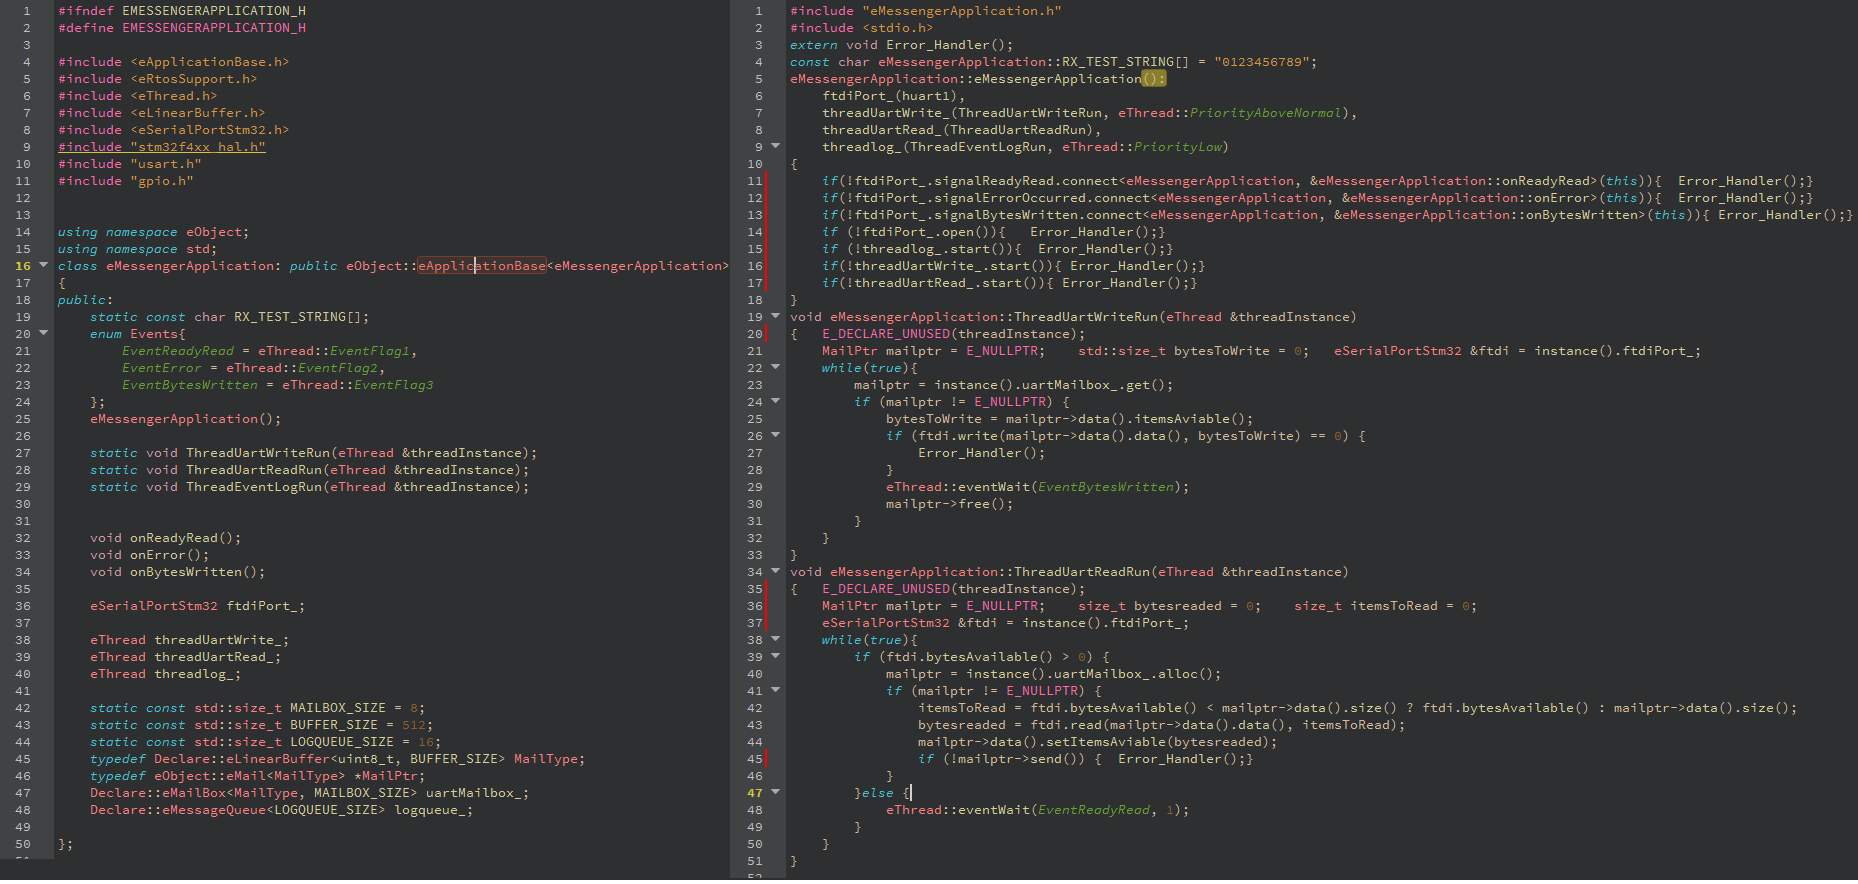 1 #ifndef EMESSENGERAPPLICATION_H
2 #define EMESSENGERAPPLICATION_H
3
4 #include <eApplicationBase.h>
5 #include <eRtosSupport.h>
6 #include <eThread.h>
7 #include <eLinearBuffer.h>
8 #include <eSerialPortStm32.h>
9 #include "stm32f4xx_hal.h"
10 #include "usart.h"
11 #include "gpio.h"
12
13
14 using namespace eObject;
15 using namespace std;
16 class eMessengerApplication: public eObject::eApplicationBase<eMessengerApplication>
17 {
18 public:
19 static const char RX_TEST_STRING[];
20 enum Events{
21 EventReadyRead = eThread::EventFlag1,
22 EventError = eThread::EventFlag2,
23 EventBytesWritten = eThread::EventFlag3
24 };
25 eMessengerApplication();
26
27 static void ThreadUartWriteRun(eThread &threadInstance);
28 static void ThreadUartReadRun(eThread &threadInstance);
29 static void ThreadEventLogRun(eThread &threadInstance);
30
31
32 void onReadyRead();
33 void onError();
34 void onBytesWritten();
35
36 eSerialPortStm32 ftdiPort_;
37
38 eThread threadUartWrite_;
39 eThread threadUartRead_;
40 eThread threadlog_;
41
42 static const std::size_t MAILBOX_SIZE = 8;
43 static const std::size_t BUFFER_SIZE = 512;
44 static const std::size_t LOGQUEUE_SIZE = 16;
45 typedef Declare::eLinearBuffer<uint8_t, BUFFER_SIZE> MailType;
46 typedef eObject::eMail<MailType> *MailPtr;
47 Declare::eMailBox<MailType, MAILBOX_SIZE> uartMailbox_;
48 Declare::eMessageQueue<LOGQUEUE_SIZE> logqueue_;
49
50 };
1 #include "eMessengerApplication.h"
2 #include <stdio.h>
3 extern void Error_Handler();
4 const char eMessengerApplication::RX_TEST_STRING[] = "0123456789";
5 eMessengerApplication::eMessengerApplication():
6 ftdiPort_(huart1),
7 threadUartWrite_(ThreadUartWriteRun, eThread::PriorityAboveNormal),
8 threadUartRead_(ThreadUartReadRun),
9 threadlog_(ThreadEventLogRun, eThread::PriorityLow)
10 {
11 if(!ftdiPort_.signalReadyRead.connect<eMessengerApplication, &eMessengerApplication::onReadyRead>(this)){ Error_Handler();}
12 if(!ftdiPort_.signalErrorOccurred.connect<eMessengerApplication, &eMessengerApplication::onError>(this)){ Error_Handler();}
13 if(!ftdiPort_.signalBytesWritten.connect<eMessengerApplication, &eMessengerApplication::onBytesWritten>(this)){ Error_Handler();}
14 if (!ftdiPort_.open()){ Error_Handler();}
15 if (!threadlog_.start()){ Error_Handler();}
16 if(!threadUartWrite_.start()){ Error_Handler();}
17 if(!threadUartRead_.start()){ Error_Handler();}
18 }
19 void eMessengerApplication::ThreadUartWriteRun(eThread &threadInstance)
20 { E_DECLARE_UNUSED(threadInstance);
21 MailPtr mailptr = E_NULLPTR; std::size_t bytesToWrite = 0; eSerialPortStm32 &ftdi = instance().ftdiPort_;
22 while(true){
23 mailptr = instance().uartMailbox_.get();
24 if (mailptr != E_NULLPTR) {
25 bytesToWrite = mailptr->data().itemsAviable();
26 if (ftdi.write(mailptr->data().data(), bytesToWrite) == 0) {
27 Error_Handler();
28 }
29 eThread::eventWait(EventBytesWritten);
30 mailptr->free();
31 }
32 }
33 }
34 void eMessengerApplication::ThreadUartReadRun(eThread &threadInstance)
35 { E_DECLARE_UNUSED(threadInstance);
36 MailPtr mailptr = E_NULLPTR; size_t bytesreaded = 0; size_t itemsToRead = 0;
37 eSerialPortStm32 &ftdi = instance().ftdiPort_;
38 while(true){
39 if (ftdi.bytesAvailable() > 0) {
40 mailptr = instance().uartMailbox_.alloc();
41 if (mailptr != E_NULLPTR) {
42 itemsToRead = ftdi.bytesAvailable() < mailptr->data().size() ? ftdi.bytesAvailable() : mailptr->data().size();
43 bytesreaded = ftdi.read(mailptr->data().data(), itemsToRead);
44 mailptr->data().setItemsAviable(bytesreaded);
45 if (!mailptr->send()) { Error_Handler();}
46 }
47 }else {
48 eThread::eventWait(EventReadyRead, 1);
49 }
50 }
51 }